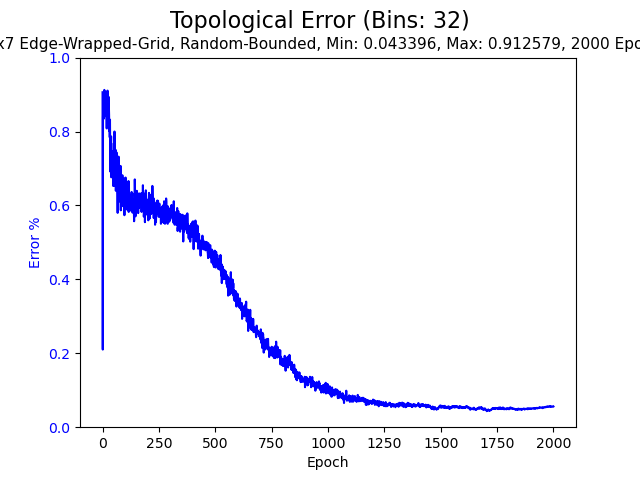 Topological Error (Bins: 32)
x7 Edge-Wrapped-Grid, Random-Bounded, Min: 0.043396, Max: 0.912579, 2000 Epo
1.0
0.8
0.6
0.4
0.2
0.0
Error %
0 250 500 750 1000 1250 1500 1750 2000
Epoch